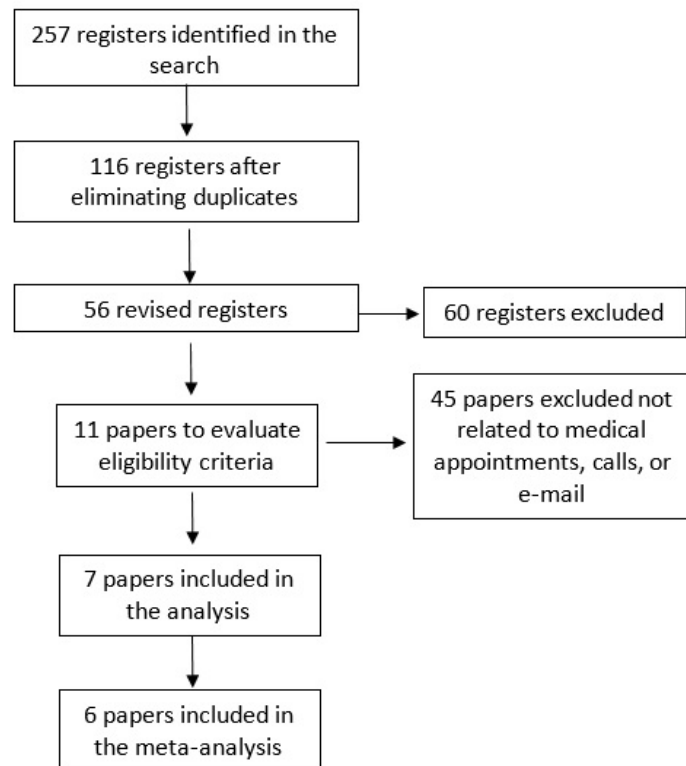 257 registers identified in the
search
116 registers after
eliminating duplicates
56 revised registers
60 registers excluded
11 papers to evaluate
eligibility criteria
45 papers excluded not
related to medical
appointments, calls, or
e-mail
7 papers included in
the analysis
6 papers included in
the meta-analysis